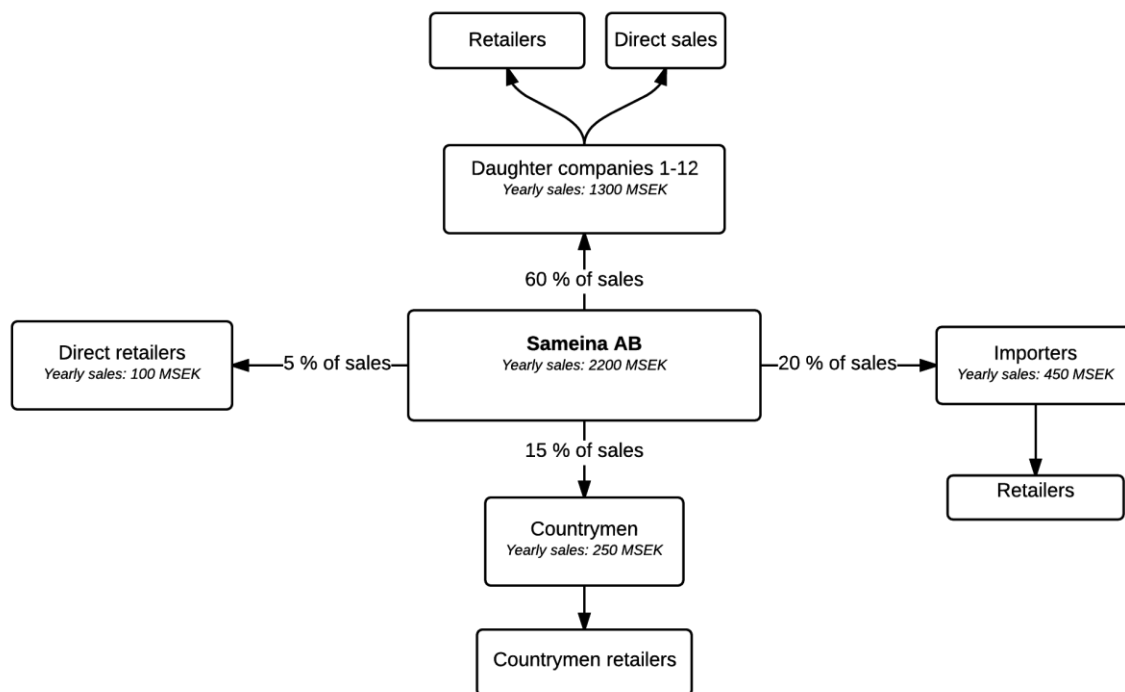 Retailers
Direct sales
Daughter companies 1-12
Yearly sales: 1300 MSEK
60 % of sales
Direct retailers
Yearly sales: 100 MSEK
5 % of sales
Sameina AB
Yearly sales: 2200 MSEK
20 % of sales
Importers
Yearly sales: 450 MSEK
15 % of sales
Retailers
Countrymen
Yearly sales: 250 MSEK
Countrymen retailers